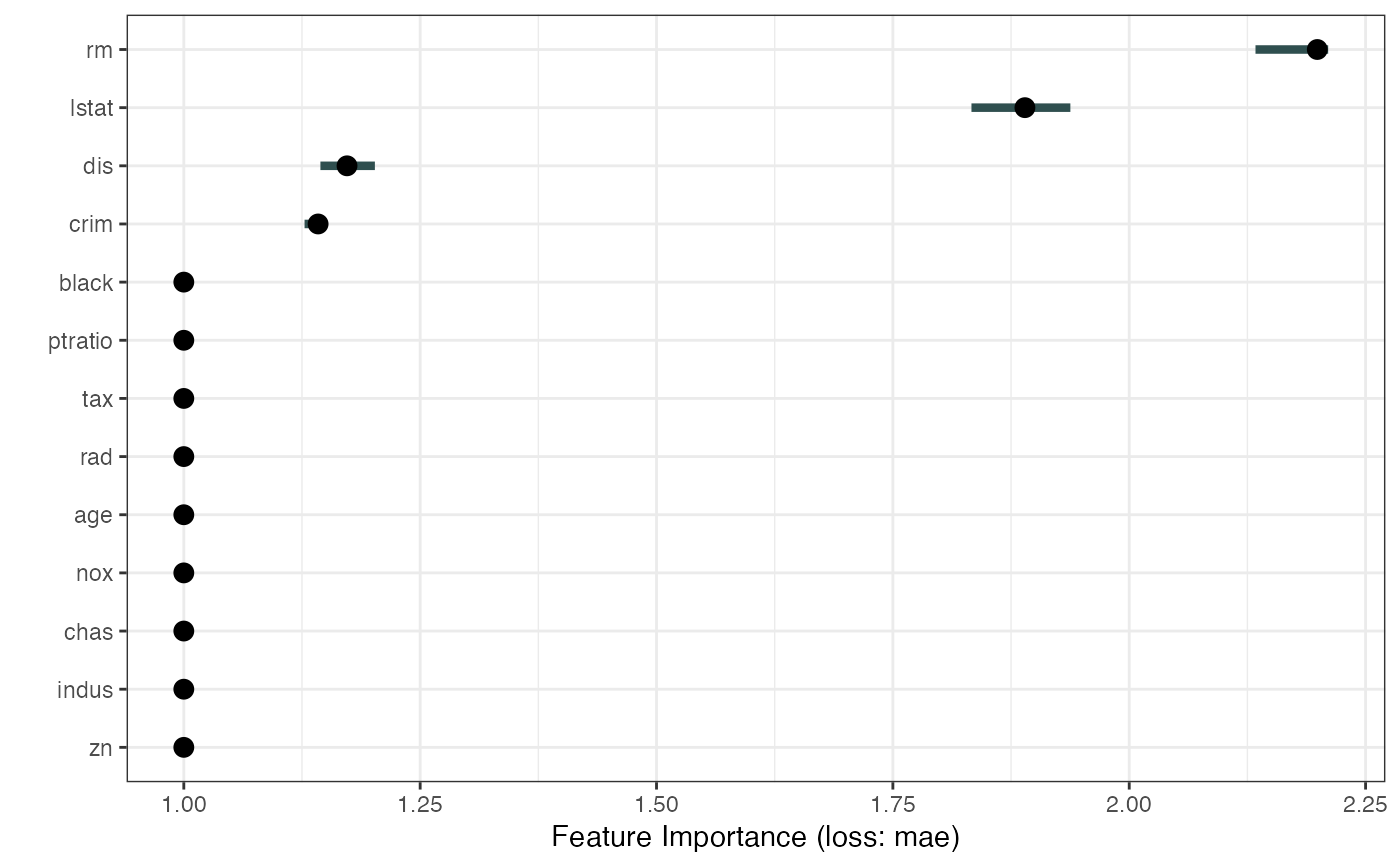 rm
lstat
dis
crim
black
ptratio
tax
rad
age
nox
chas
indus
zn
1.00 1.25 1.50 1.75 2.00 2.25
Feature Importance (loss: mae)